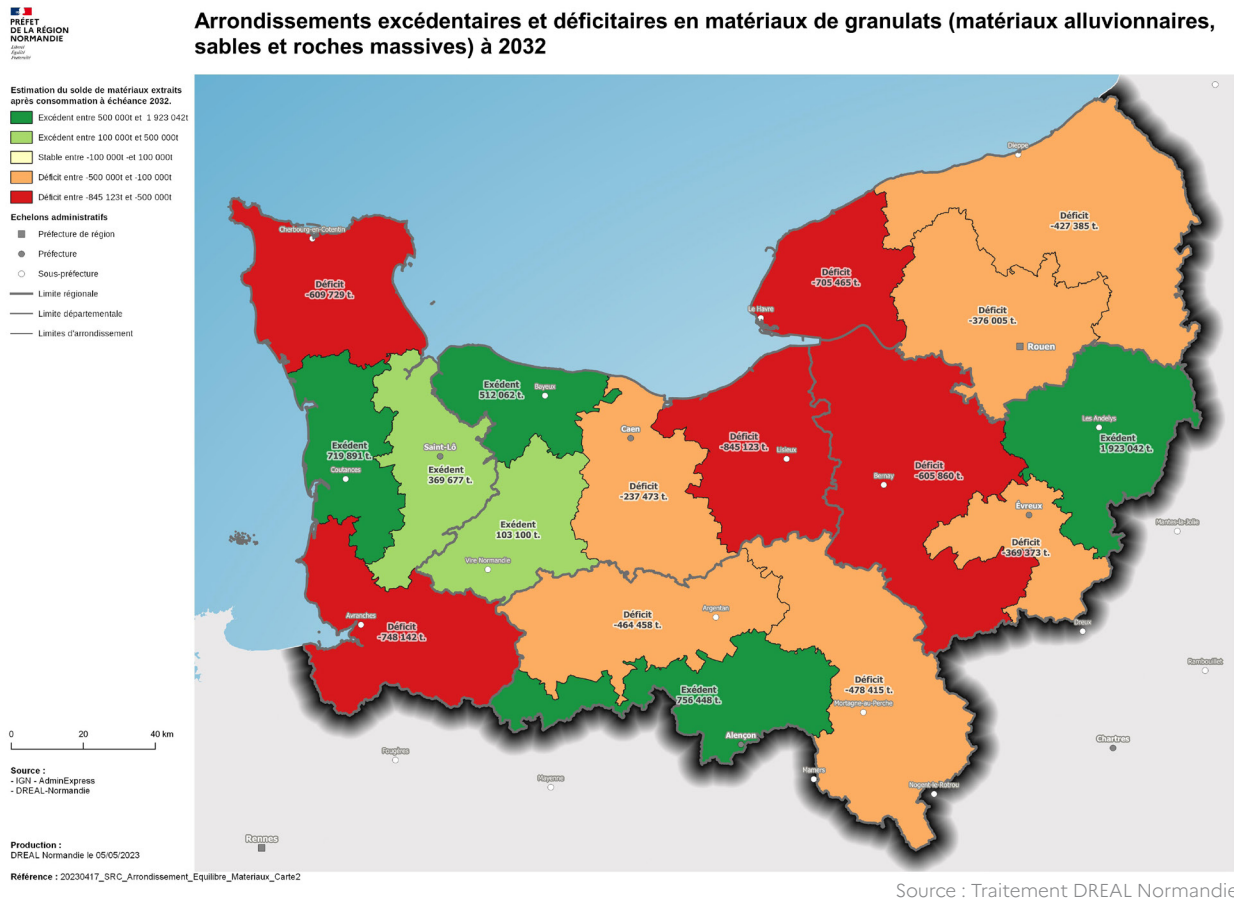 PRÉFET
DE LA RÉGION
NORMANDIE
Liberté
Égalité
Fraternité
Arrondissements excédentaires et déficitaires en matériaux de granulats (matériaux alluvionnaires,
sables et roches massives) à 2032
Estimation du solde de matériaux extraits
après consommation à échéance 2032.
Excédent entre 500 000t et 1 923 042t
Excédent entre 100 000t et 500 000t
Stable entre -100 000t -et 100 000t
Déficit entre -500 000t et -100 000t
Déficit entre -845 123t et -500 000t
Echelons administratifs
Préfecture de région
Préfecture
Sous-préfecture
Limite régionale
Limite départementale
Limites d'arrondissement
Dieppe
Déficit
-427 385 t.
Cherbourg-en-Cotentin
Déficit
-609 729 t.
Déficit
-705 465 t.
Le Havre
Déficit
-376 005 t.
Rouen
Exédent
512 062 t.
Bayeux
Les Andelys
Exédent
1 923 042 t.
Caen
Saint-Lô
Exédent
369 677 t.
Exédent
719 891 t.
Coutances
Déficit
-845 123 t.
Lisieux
Déficit
-605 860 t.
Bernay
Déficit
-237 473 t.
Évreux
Déficit
-369 373 t.
Mantes-la-Jolie
Exédent
103 100 t.
Vire Normandie
Avranches
Déficit
-748 142 t.
Déficit
-464 458 t.
Argentan
Dreux
Rambouillet
Exédent
756 448 t.
Déficit
-478 415 t.
Mortagne-au-Perche
Alençon
Chartres
Fougères
Mayenne
Mamers
Nogent-le-Rotrou
Rennes
0 20 40 km
Source :
- IGN - AdminExpress
- DREAL-Normandie
Production :
DREAL Normandie le 05/05/2023
Référence : 20230417_SRC_Arrondissement_Equilibre_Materiaux_Carte2
Source : Traitement DREAL Normandie